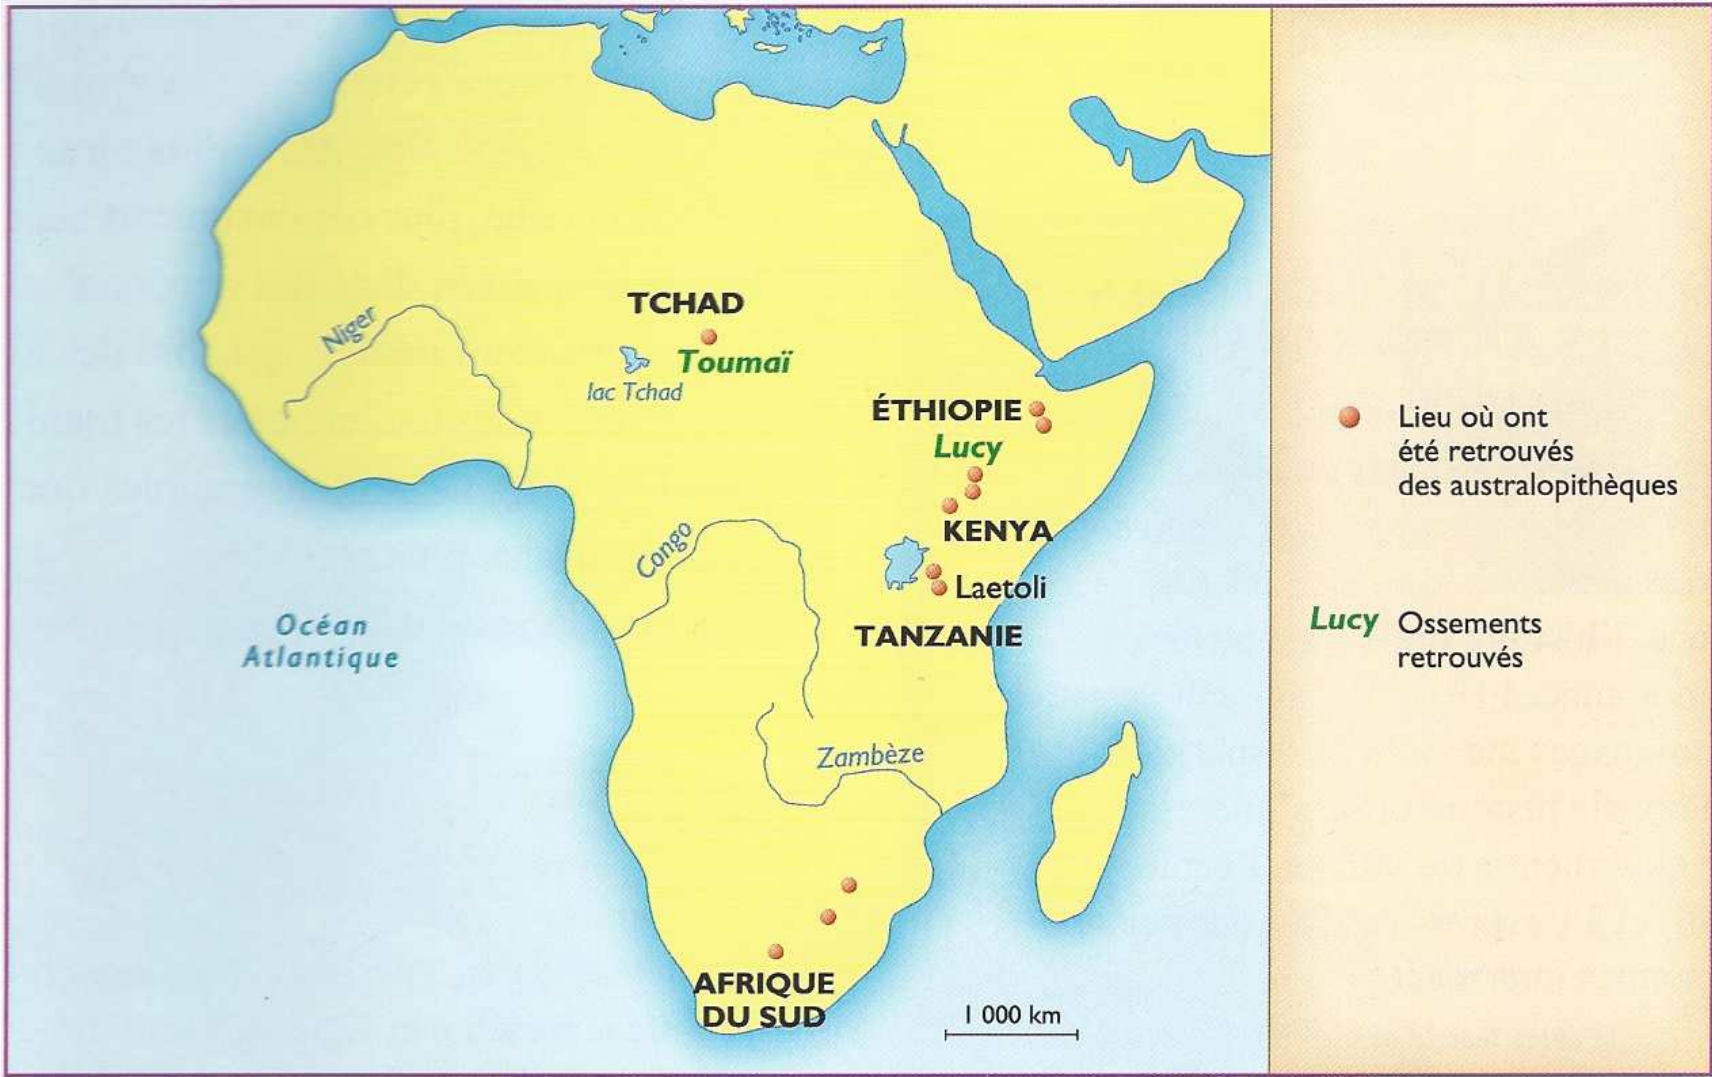 TCHAD
Toumaï
lac Tchad
Niger
ÉTHIOPIE
Lucy
KENYA
Congo
Laetoli
TANZANIE
Océan
Atlantique
Zambèze
AFRIQUE
DU SUD
1 000 km
Lieu où ont
été retrouvés
des australopithèques
Lucy Ossements
retrouvés